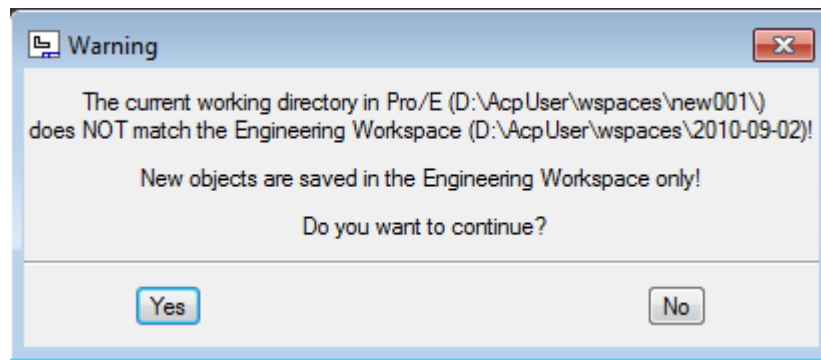 Warning
The current working directory in Pro/E (D:\AcpUser\wspaces\new001\)
does NOT match the Engineering Workspace (D:\AcpUser\wspaces\2010-09-02)!
New objects are saved in the Engineering Workspace only!
Do you want to continue?
Yes
No